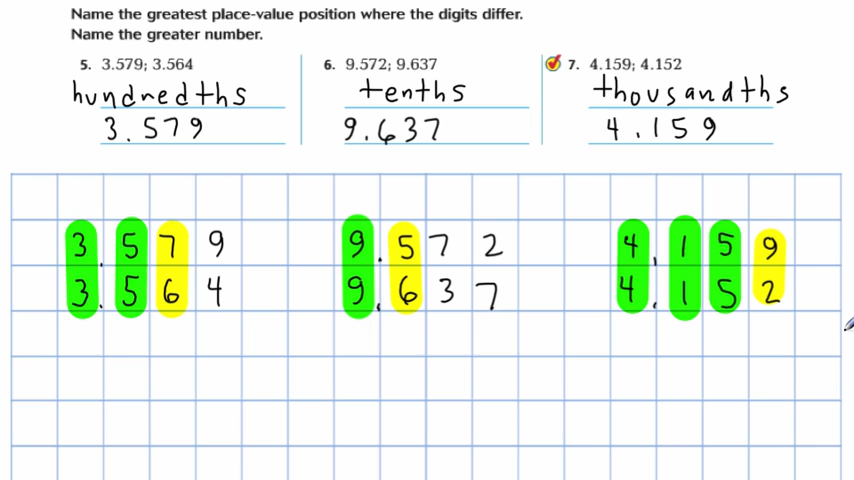 Name the greatest place-value position where the digits differ.
Name the greater number.
5. 3.579; 3.564
hundredths
3.579
6. 9.572; 9.637
tenths
9.637
7. 4.159; 4.152
thousandths
4.159
3.579
3.564
9.572
9.637
4.159
4.152